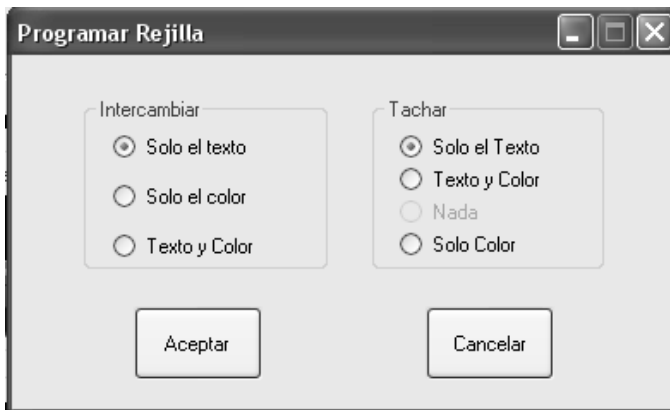 Programar Rejilla
Intercambiar
Solo el texto
Solo el color
Texto y Color
Tachar
Solo el Texto
Texto y Color
Nada
Solo Color
Aceptar
Cancelar